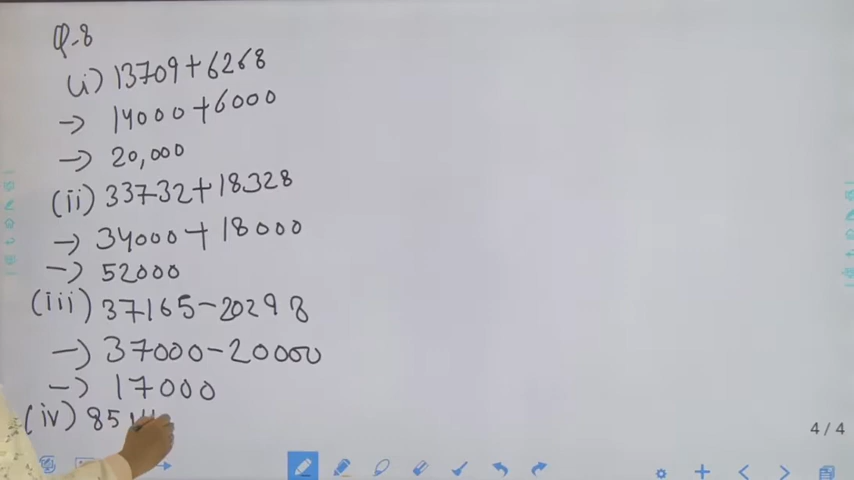 Q-8
(i) 13709+6268
→ 14000+6000
→ 20,000
(ii) 33732+18328
→ 34000+18000
→ 52000
(iii) 37165-20298
→ 37000-20000
→ 17000
(iv) 85
4/4